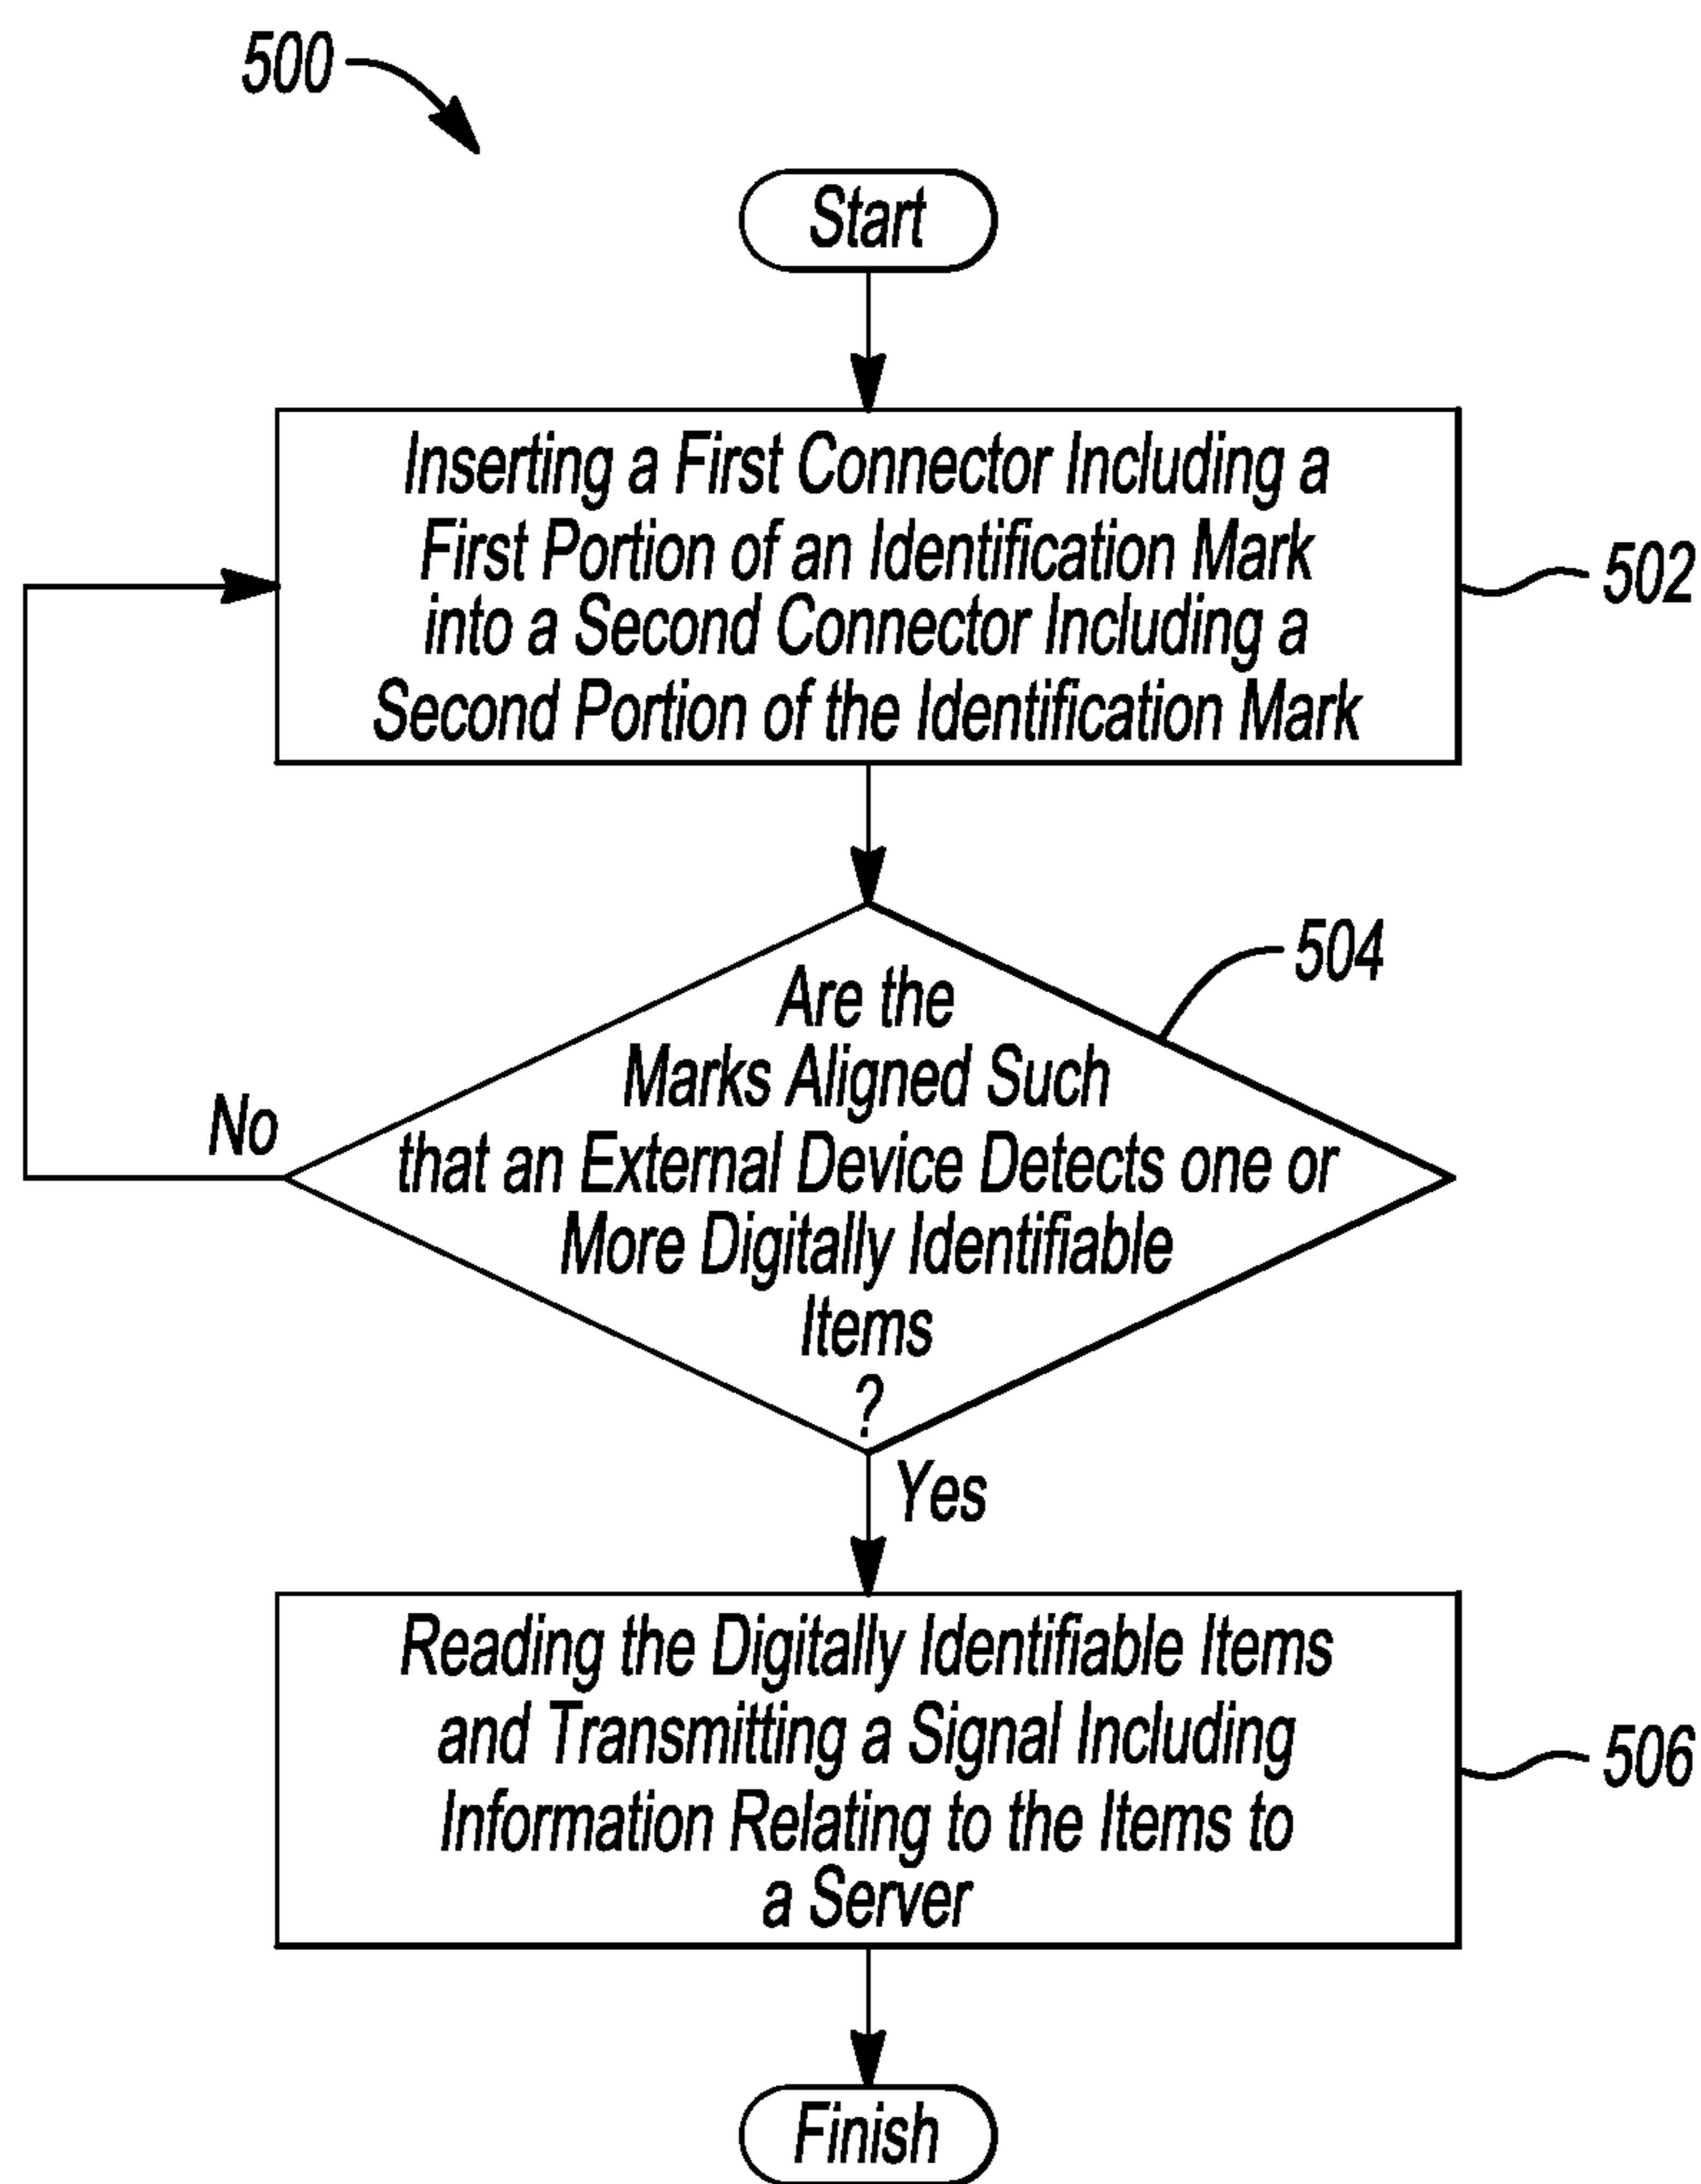 500
Start
Inserting a First Connector Including a
First Portion of an Identification Mark
into a Second Connector Including a
Second Portion of the Identification Mark
502
504
Are the
Marks Aligned Such
that an External Device Detects one or
More Digitally Identifiable
Items
?
No
Yes
Reading the Digitally Identifiable Items
and Transmitting a Signal Including
Information Relating to the Items to
a Server
506
Finish